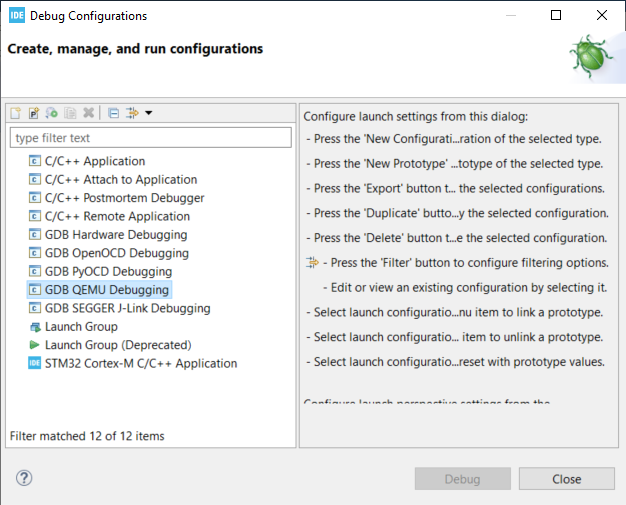 IDE Debug Configurations
Create, manage, and run configurations
type filter text
C/C++ Application
C/C++ Attach to Application
C/C++ Postmortem Debugger
C/C++ Remote Application
GDB Hardware Debugging
GDB OpenOCD Debugging
GDB PyOCD Debugging
GDB QEMU Debugging
GDB SEGGER J-Link Debugging
Launch Group
Launch Group (Deprecated)
IDE STM32 Cortex-M C/C++ Application
Filter matched 12 of 12 items
Configure launch settings from this dialog:
- Press the 'New Configurati...ration of the selected type.
- Press the 'New Prototype' ...totype of the selected type.
- Press the 'Export' button t... the selected configurations.
- Press the 'Duplicate' butto...y the selected configuration.
- Press the 'Delete' button t...e the selected configuration.
- Press the 'Filter' button to configure filtering options.
- Edit or view an existing configuration by selecting it.
- Select launch configuratio...nu item to link a prototype.
- Select launch configuratio... item to unlink a prototype.
- Select launch configuratio...reset with prototype values.
Configure launch perspective settings from the
Debug
Close